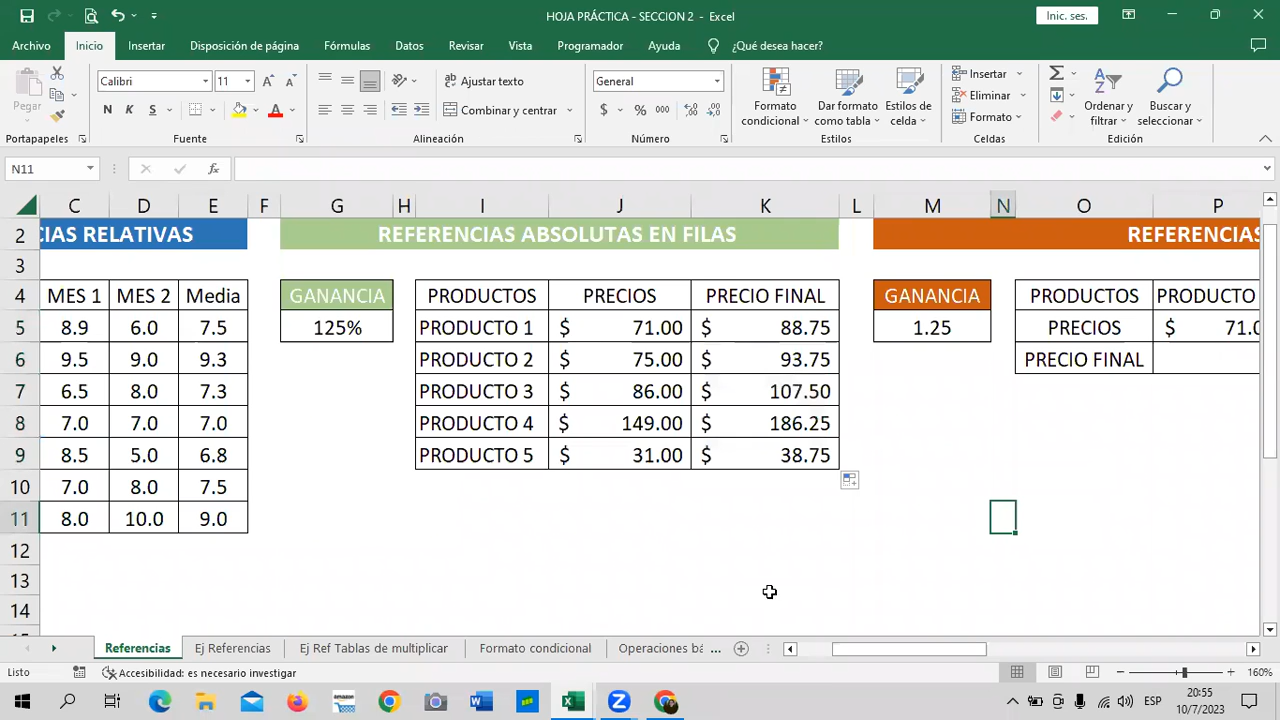 HOJA PRÁCTICA - SECCION 2 - Excel
Inic. ses.
Archivo Inicio Insertar Disposición de página Fórmulas Datos Revisar Vista Programador Ayuda ¿Qué desea hacer?
Pegar
Calibri 11
N K S
Ajustar texto
Combinar y centrar
General
$ % 000
Formato condicional
Dar formato como tabla
Estilos de celda
Insertar
Eliminar
Formato
Ordenar y filtrar
Buscar y seleccionar
Portapapeles Fuente Alineación Número Estilos Celdas Edición
N11 fx
C D E F G H I J K L M N O P
2 CIAS RELATIVAS REFERENCIAS ABSOLUTAS EN FILAS REFERENCIAS
3
4 MES 1 MES 2 Media GANANCIA PRODUCTOS PRECIOS PRECIO FINAL GANANCIA PRODUCTOS PRODUCTO
5 8.9 6.0 7.5 125% PRODUCTO 1 $ 71.00 $ 88.75 1.25 PRECIOS $ 71.0
6 9.5 9.0 9.3 PRODUCTO 2 $ 75.00 $ 93.75 PRECIO FINAL
7 6.5 8.0 7.3 PRODUCTO 3 $ 86.00 $ 107.50
8 7.0 7.0 7.0 PRODUCTO 4 $ 149.00 $ 186.25
9 8.5 5.0 6.8 PRODUCTO 5 $ 31.00 $ 38.75
10 7.0 8.0 7.5
11 8.0 10.0 9.0
12
13
14
Referencias Ej Referencias Ej Ref Tablas de multiplicar Formato condicional Operaciones bá ...
Listo Accesibilidad: es necesario investigar 160%
ESP
20:55
10/7/2023